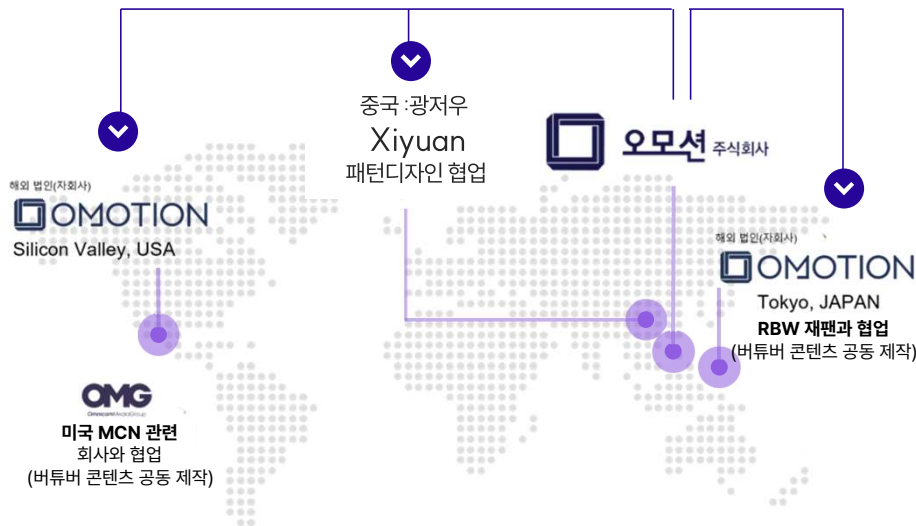 중국 :광저우
Xiyuan
패턴디자인 협업
오모션 주식회사
해외 법인(자회사)
OMOTION
Silicon Valley, USA
해외 법인(자회사)
OMOTION
Tokyo, JAPAN
RBW 재팬과 협업
(버튜버 콘텐츠 공동 제작)
OMG
OmnicomMediaGroup
미국 MCN 관련
회사와 협업
(버튜버 콘텐츠 공동 제작)